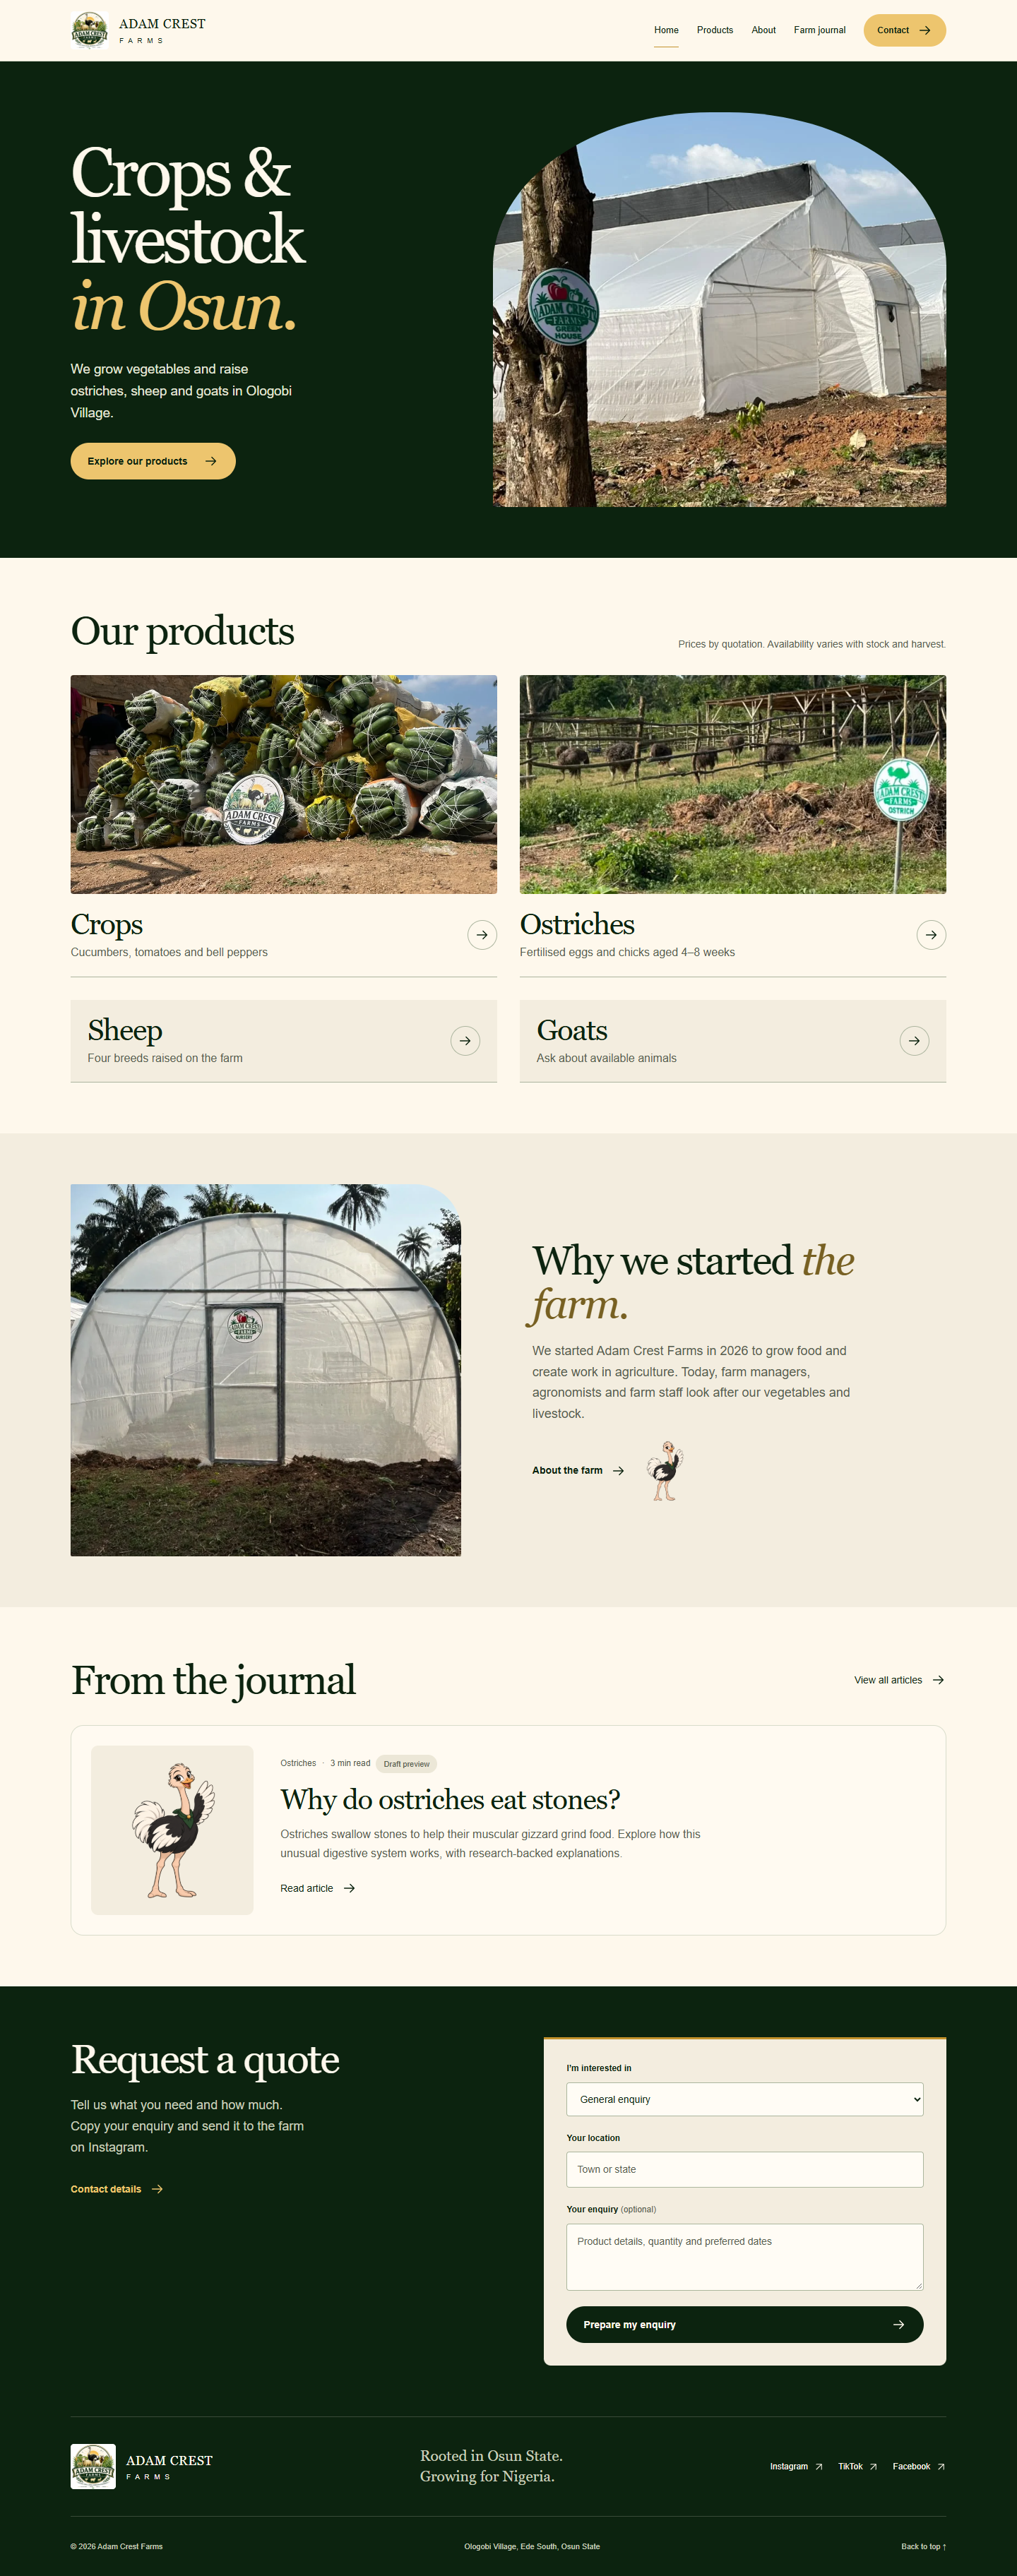 ADAM CREST
FARMS
Home
Products
About
Farm journal
Contact
Crops &
livestock
in Osun.
We grow vegetables and raise
ostriches, sheep and goats in Ologobi
Village.
Explore our products
ADAM CREST
FARMS
GREEN
HOUSE
Our products
Prices by quotation. Availability varies with stock and harvest.
ADAM CREST
FARMS
ADAM CREST
FARMS
OSTRICH
Crops
Cucumbers, tomatoes and bell peppers
Ostriches
Fertilised eggs and chicks aged 4–8 weeks
Sheep
Four breeds raised on the farm
Goats
Ask about available animals
ADAM CREST
FARMS
NURSERY
Why we started the
farm.
We started Adam Crest Farms in 2026 to grow food and
create work in agriculture. Today, farm managers,
agronomists and farm staff look after our vegetables and
livestock.
About the farm
From the journal
View all articles
Ostriches · 3 min read Draft preview
Why do ostriches eat stones?
Ostriches swallow stones to help their muscular gizzard grind food. Explore how this
unusual digestive system works, with research-backed explanations.
Read article
Request a quote
Tell us what you need and how much.
Copy your enquiry and send it to the farm
on Instagram.
Contact details
I'm interested in
General enquiry
Your location
Town or state
Your enquiry (optional)
Product details, quantity and preferred dates
Prepare my enquiry
ADAM CREST
FARMS
Rooted in Osun State.
Growing for Nigeria.
Instagram
TikTok
Facebook
© 2026 Adam Crest Farms
Ologobi Village, Ede South, Osun State
Back to top ↑